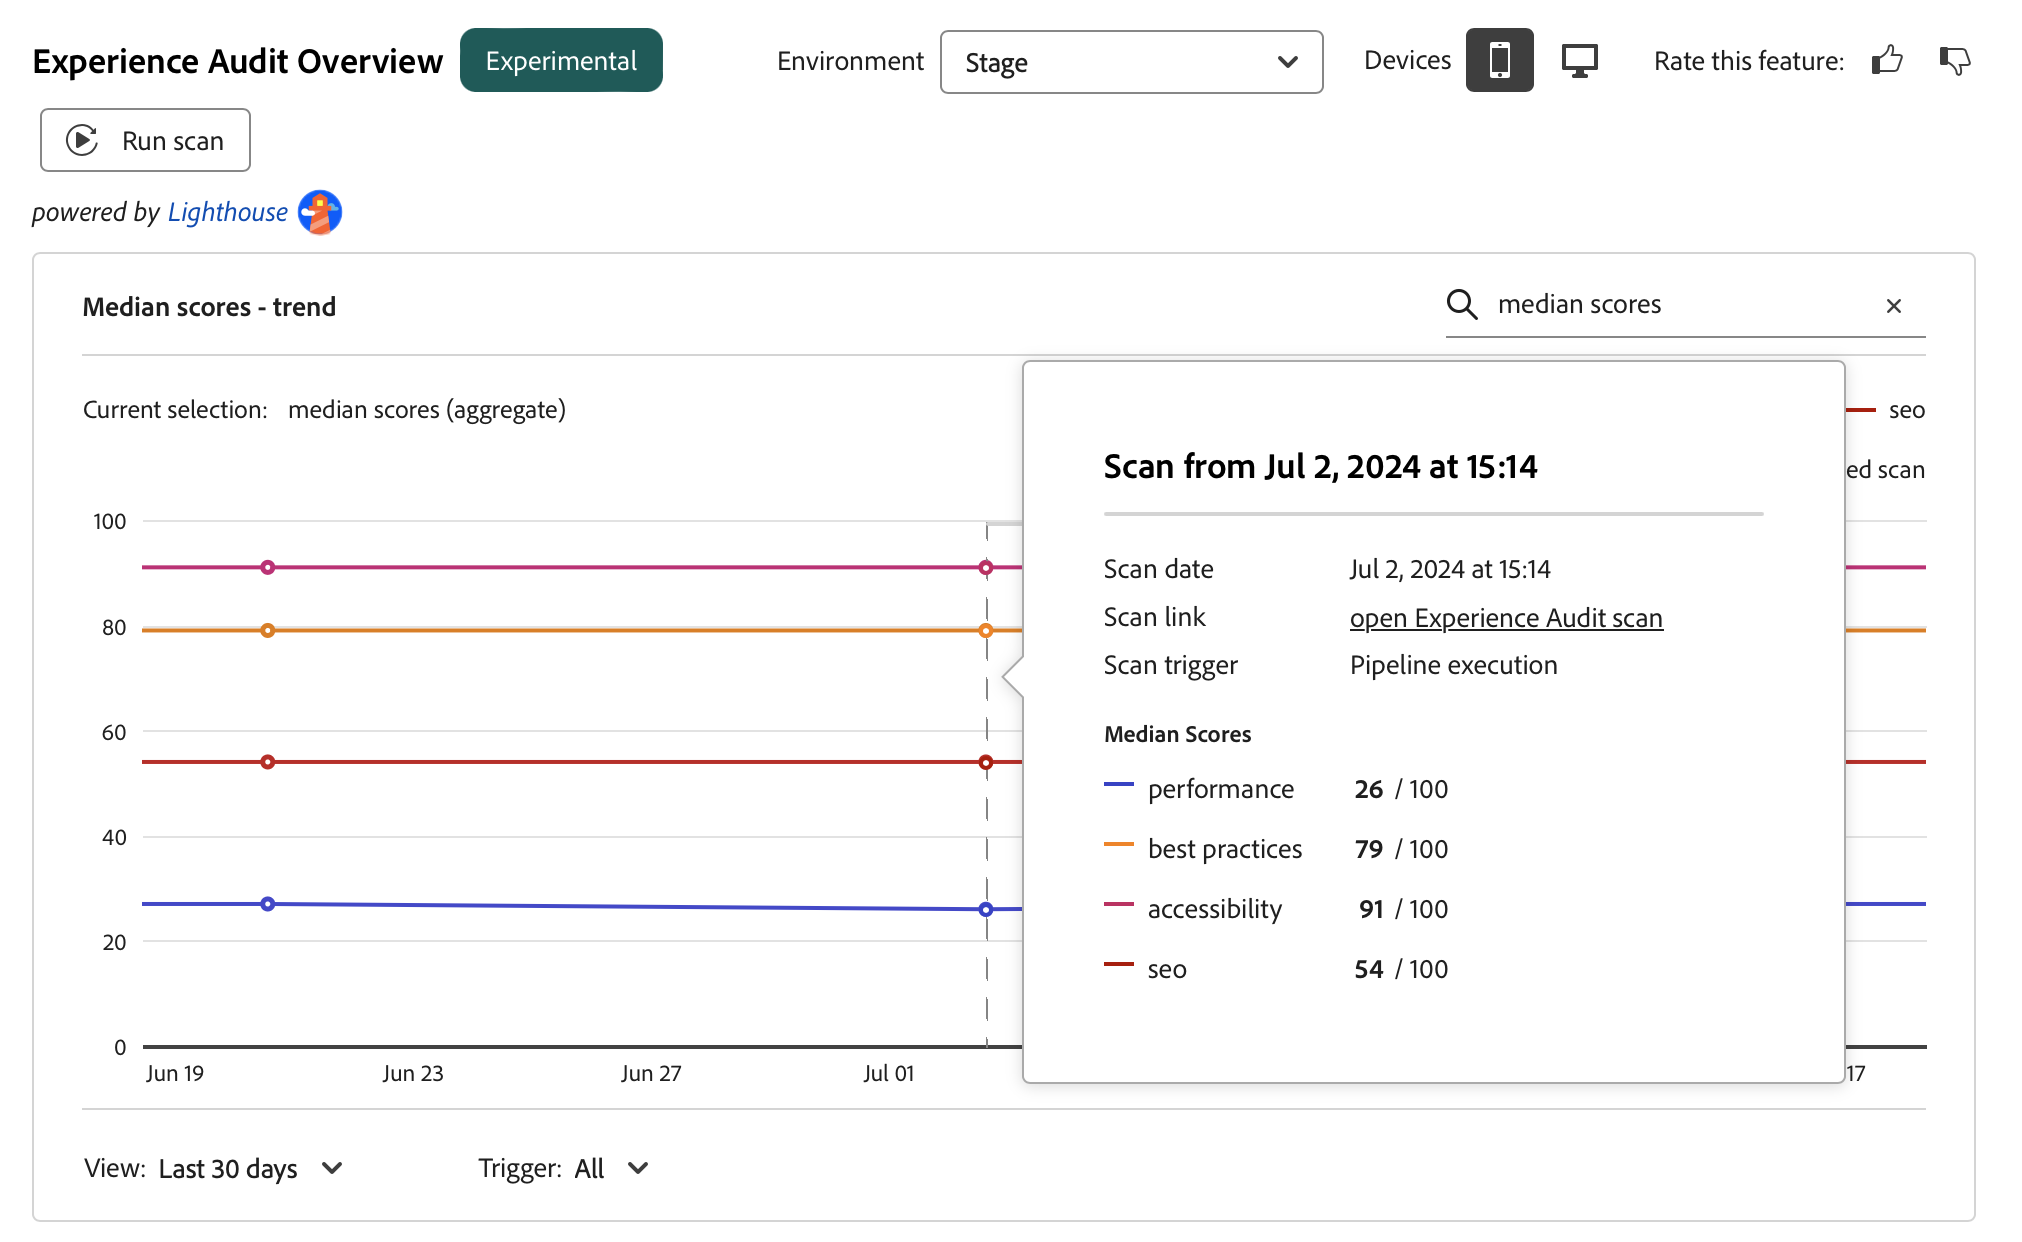 Experience Audit Overview
Experimental
Environment
Stage
Devices
Rate this feature:
Run scan
powered by Lighthouse
Median scores - trend
median scores
Current selection: median scores (aggregate)
seo
ed scan
100
80
60
40
20
0
Jun 19
Jun 23
Jun 27
Jul 01
17
Scan from Jul 2, 2024 at 15:14
Scan date Jul 2, 2024 at 15:14
Scan link open Experience Audit scan
Scan trigger Pipeline execution
Median Scores
performance 26 / 100
best practices 79 / 100
accessibility 91 / 100
seo 54 / 100
View: Last 30 days
Trigger: All